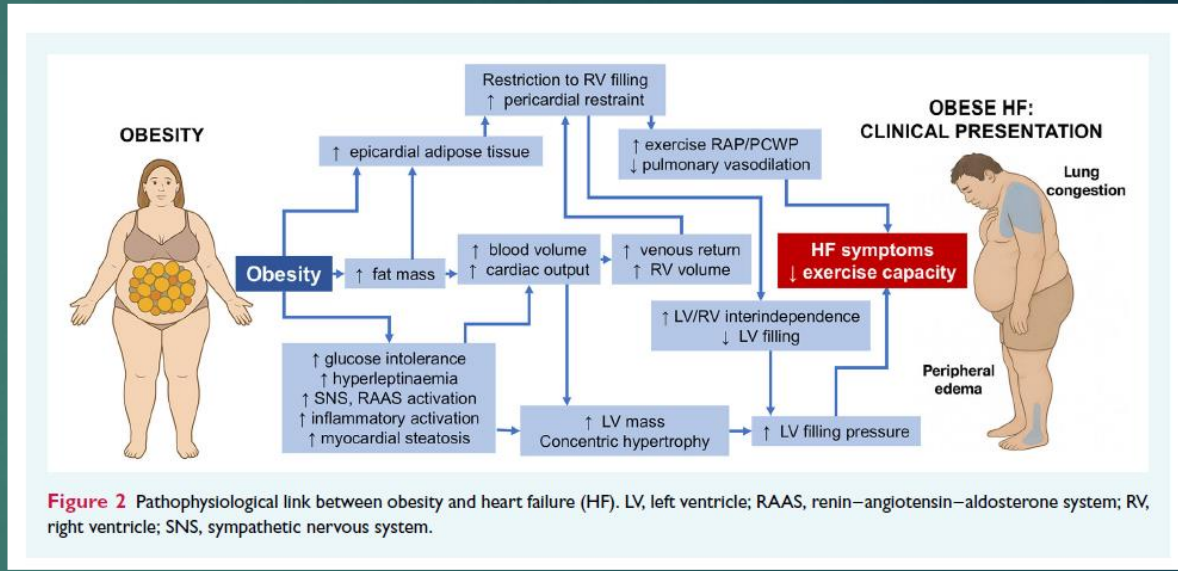 Restriction to RV filling
↑ pericardial restraint
OBESITY
OBESE HF:
CLINICAL PRESENTATION
↑ epicardial adipose tissue
↑ exercise RAP/PCWP
↓ pulmonary vasodilation
Lung
congestion
Obesity
↑ fat mass
↑ blood volume
↑ cardiac output
↑ venous return
↑ RV volume
HF symptoms
↓ exercise capacity
↑ LV/RV interindependence
↓ LV filling
↑ glucose intolerance
↑ hyperleptinaemia
↑ SNS, RAAS activation
↑ inflammatory activation
↑ myocardial steatosis
Peripheral
edema
↑ LV mass
Concentric hypertrophy
↑ LV filling pressure
Figure 2 Pathophysiological link between obesity and heart failure (HF). LV, left ventricle; RAAS, renin–angiotensin–aldosterone system; RV,
right ventricle; SNS, sympathetic nervous system.